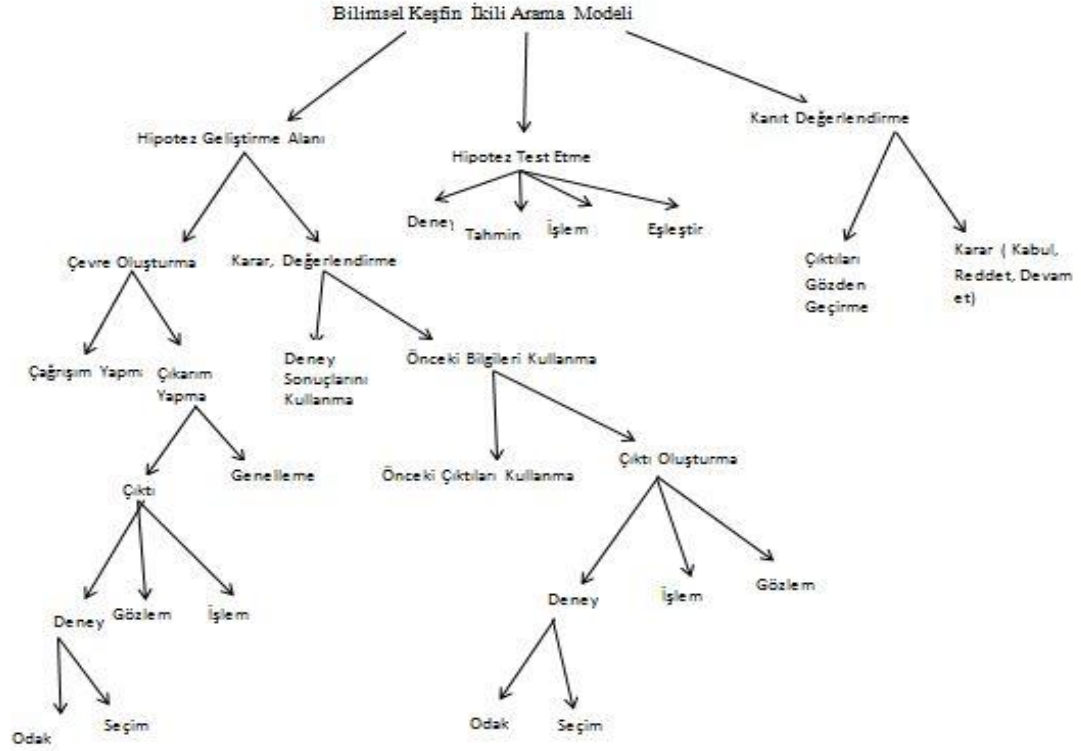 Bilimsel Keşfin İkili Arama Modeli
Hipotez Geliştirme Alanı
Hipotez Test Etme
Kanıt Değerlendirme
Çevre Oluşturma
Karar, Değerlendirme
Deney
Tahmin
İşlem
Eşleştir
Çıktıları
Gözden
Geçirme
Karar ( Kabul,
Reddet, Devam
et)
Çağrışım Yapmı
Çıkarım
Yapma
Deney
Sonuçlarını
Kullanma
Önceki Bilgileri Kullanma
Çıktı
Genelleme
Önceki Çıktıları Kullanma
Çıktı Oluşturma
Deney
Gözlem
İşlem
Deney
İşlem
Gözlem
Odak
Seçim
Odak
Seçim